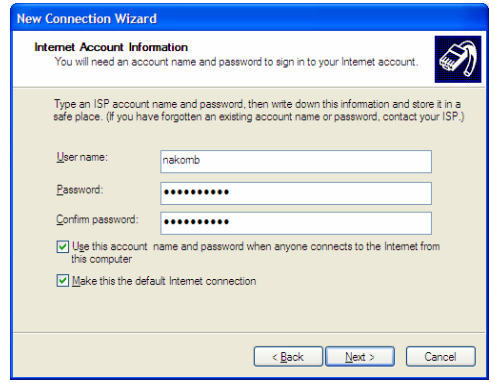 New Connection Wizard
Internet Account Information
You will need an account name and password to sign in to your Internet account.
Type an ISP account name and password, then write down this infomation and store it in a
safe place. (If you have forgotten an existing account name or password, contact your ISP.)
User name:
nakomb
Password:
••••••••••
Confirm password:
••••••••••
Use this account name and password when anyone connects to the Internet from
this computer
Make this the default Internet connection
< Back
Next >
Cancel